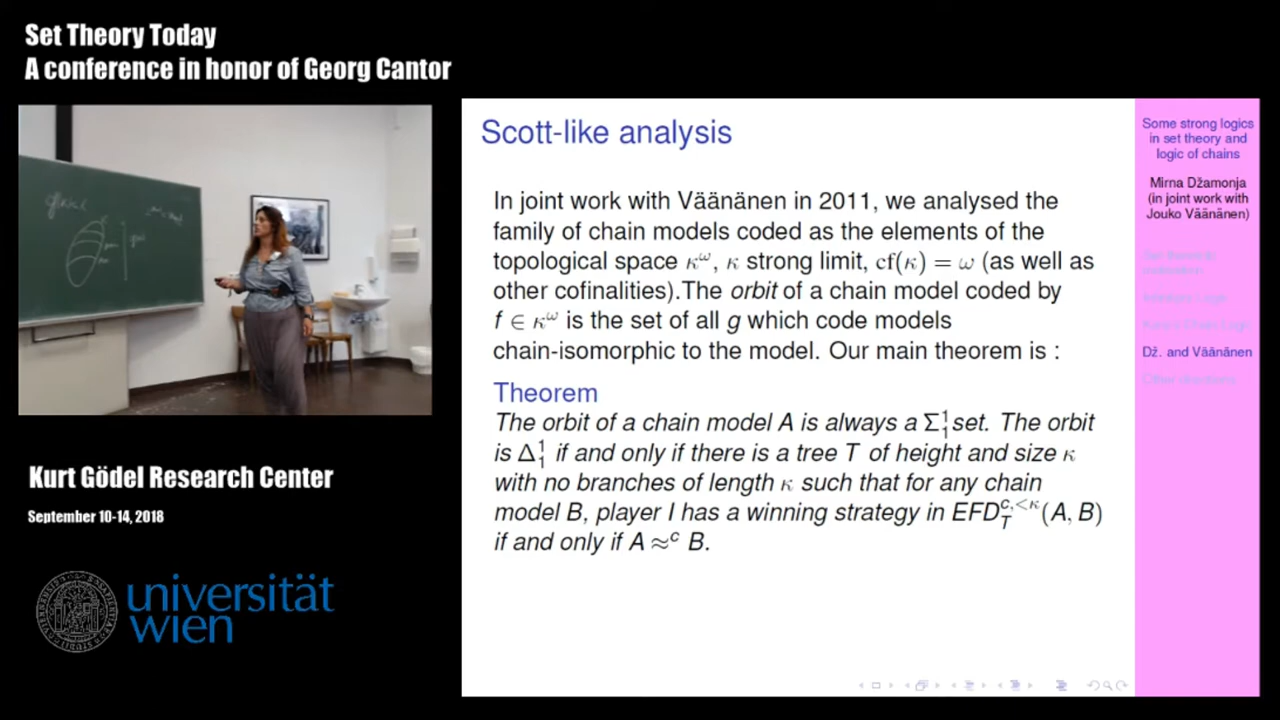 Set Theory Today
A conference in honor of Georg Cantor
Scott-like analysis
In joint work with Väänänen in 2011, we analysed the
family of chain models coded as the elements of the
topological space κ^ω, κ strong limit, cf(κ) = ω (as well as
other cofinalities).The orbit of a chain model coded by
f ∈ κ^ω is the set of all g which code models
chain-isomorphic to the model. Our main theorem is :
Theorem
The orbit of a chain model A is always a Σ^1_1 set. The orbit
is Δ^1_1 if and only if there is a tree T of height and size κ
with no branches of length κ such that for any chain
model B, player I has a winning strategy in EFD^{c,<κ}_T(A, B)
if and only if A ≈^c B.
Some strong logics
in set theory and
logic of chains
Mirna Džamonja
(in joint work with
Jouko Väänänen)
Dž. and Väänänen
Other directions
Kurt Gödel Research Center
September 10-14, 2018
universität
wien